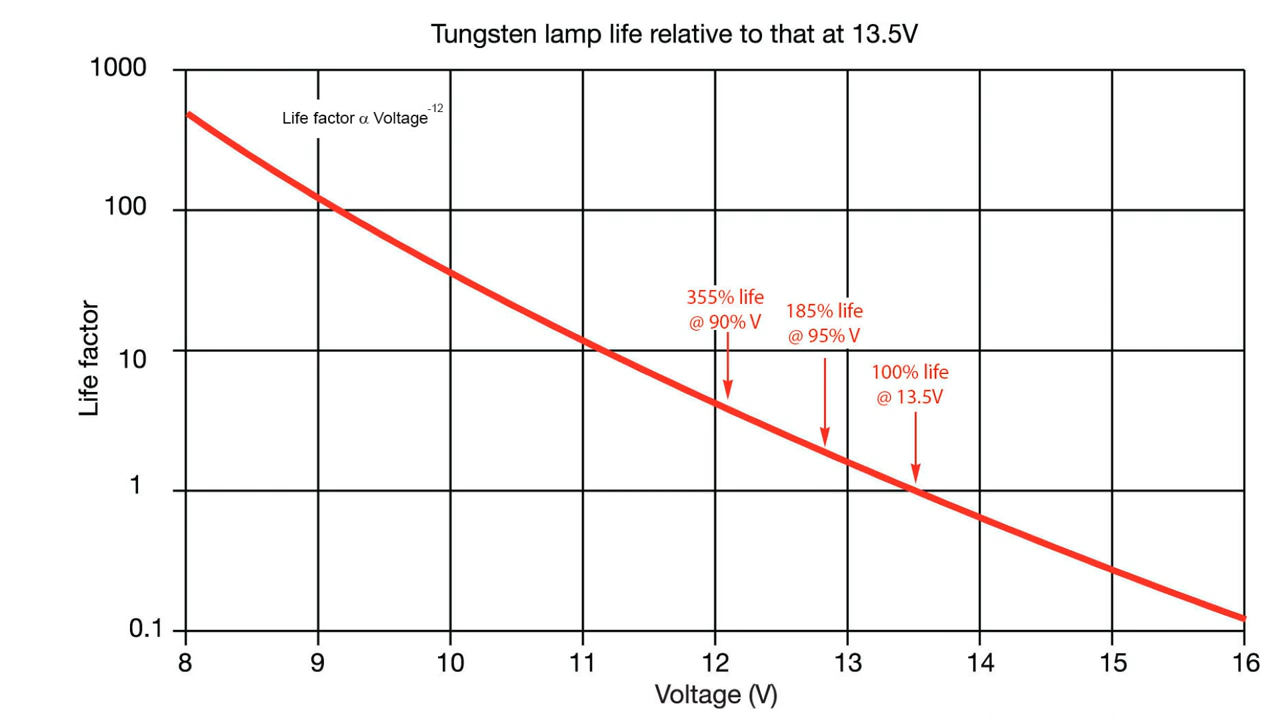 Tungsten lamp life relative to that at 13.5V
1000
Life factor α Voltage-12
100
355% life
@ 90% V
185% life
@ 95% V
10
100% life
@ 13.5V
Life factor
1
0.1
8 9 10 11 12 13 14 15 16
Voltage (V)